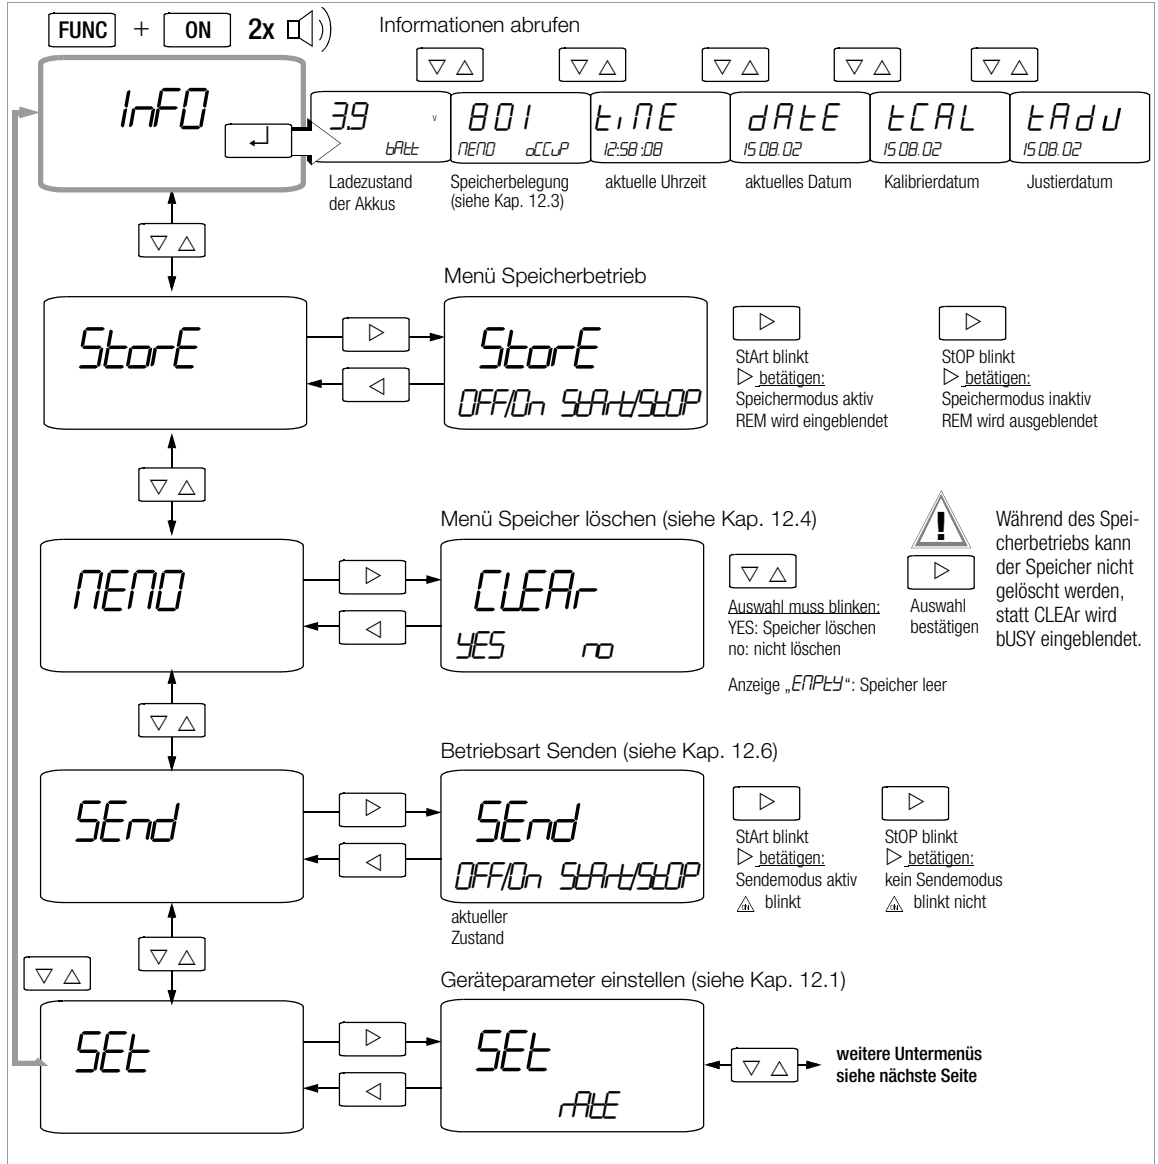 FUNC + ON 2x Informationen abrufen
InFO
3.9 V
bAtt
801
MEMO oCCuP
tiME
12:58:08
dAtE
15.08.02
tCAL
15.08.02
tAdJ
15.08.02
Ladezustand
der Akkus
Speicherbelegung
(siehe Kap. 12.3)
aktuelle Uhrzeit
aktuelles Datum
Kalibrierdatum
Justierdatum
Menü Speicherbetrieb
StorE
StorE
OFF/On StArt/StOP
StArt blinkt
▷ betätigen:
Speichermodus aktiv
REM wird eingeblendet
StOP blinkt
▷ betätigen:
Speichermodus inaktiv
REM wird ausgeblendet
Menü Speicher löschen (siehe Kap. 12.4)
MEMO
CLEAr
YES no
Auswahl muss blinken:
YES: Speicher löschen
no: nicht löschen
Anzeige „EMPtY“: Speicher leer
!
Auswahl
bestätigen
Während des Spei-
cherbetriebs kann
der Speicher nicht
gelöscht werden,
statt CLEAr wird
bUSY eingeblendet.
Betriebsart Senden (siehe Kap. 12.6)
SEnd
SEnd
OFF/On StArt/StOP
aktueller
Zustand
StArt blinkt
▷ betätigen:
Sendemodus aktiv
ON blinkt
StOP blinkt
▷ betätigen:
kein Sendemodus
ON blinkt nicht
Geräteparameter einstellen (siehe Kap. 12.1)
SEt
SEt
rAtE
weitere Untermenüs
siehe nächste Seite